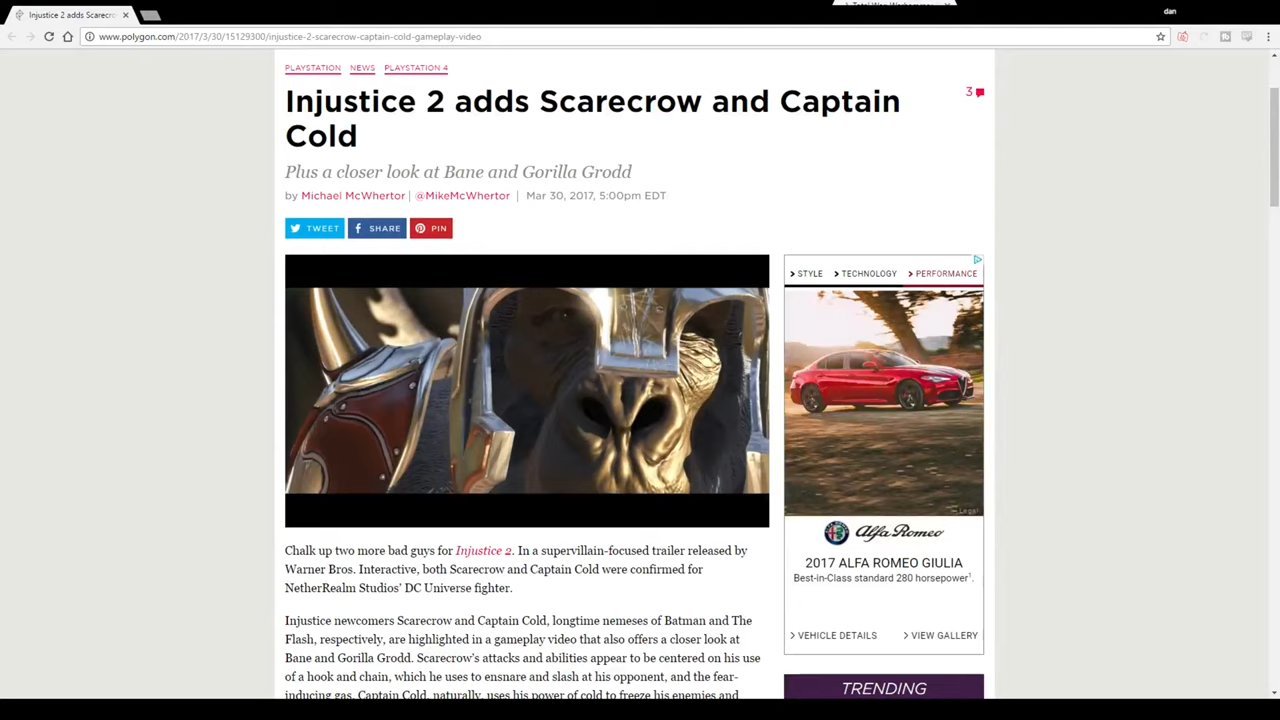 Injustice 2 adds Scarecro
dan
www.polygon.com/2017/3/30/15129300/injustice-2-scarecrow-captain-cold-gameplay-video
PLAYSTATION NEWS PLAYSTATION 4
Injustice 2 adds Scarecrow and Captain
Cold
3
Plus a closer look at Bane and Gorilla Grodd
by Michael McWhertor | @MikeMcWhertor | Mar 30, 2017, 5:00pm EDT
TWEET SHARE PIN
> STYLE > TECHNOLOGY > PERFORMANCE
Legal
Alfa Romeo
2017 ALFA ROMEO GIULIA
Best-in-Class standard 280 horsepower¹.
> VEHICLE DETAILS > VIEW GALLERY
TRENDING
Chalk up two more bad guys for Injustice 2. In a supervillain-focused trailer released by
Warner Bros. Interactive, both Scarecrow and Captain Cold were confirmed for
NetherRealm Studios' DC Universe fighter.
Injustice newcomers Scarecrow and Captain Cold, longtime nemeses of Batman and The
Flash, respectively, are highlighted in a gameplay video that also offers a closer look at
Bane and Gorilla Grodd. Scarecrow's attacks and abilities appear to be centered on his use
of a hook and chain, which he uses to ensnare and slash at his opponent, and the fear-
inducing gas. Captain Cold, naturally, uses his power of cold to freeze his enemies and